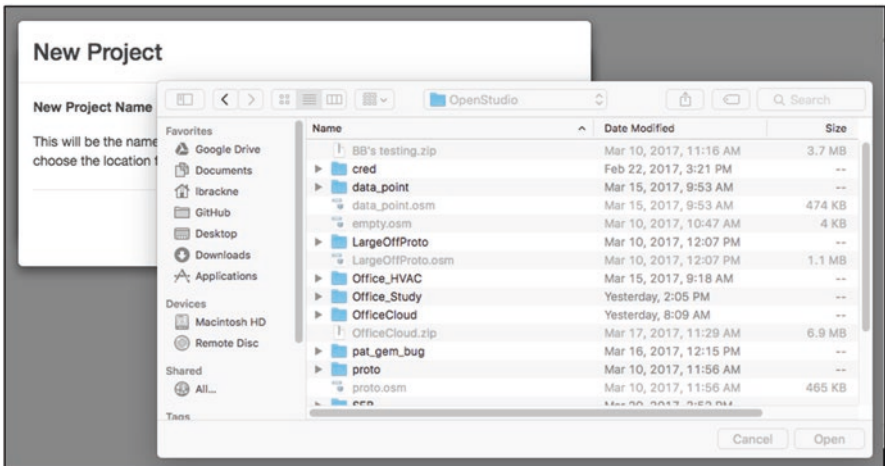 New Project
New Project Name
This will be the name
choose the location
OpenStudio
Search
Favorites
Google Drive
Documents
lbrackne
GitHub
Desktop
Downloads
Applications
Devices
Macintosh HD
Remote Disc
Shared
All...
Tags
Name Date Modified Size
BB's testing.zip Mar 10, 2017, 11:16 AM 3.7 MB
cred Feb 22, 2017, 3:21 PM --
data_point Mar 15, 2017, 9:53 AM --
data_point.osm Mar 15, 2017, 9:53 AM 474 KB
empty.osm Mar 10, 2017, 10:47 AM 4 KB
LargeOffProto Mar 10, 2017, 12:07 PM --
LargeOffProto.osm Mar 10, 2017, 12:07 PM 1.1 MB
Office_HVAC Mar 15, 2017, 9:18 AM --
Office_Study Yesterday, 2:05 PM --
OfficeCloud Yesterday, 8:09 AM --
OfficeCloud.zip Mar 17, 2017, 11:29 AM 6.9 MB
pat_gem_bug Mar 16, 2017, 12:15 PM --
proto Mar 10, 2017, 11:56 AM --
proto.osm Mar 10, 2017, 11:56 AM 465 KB
Cancel Open